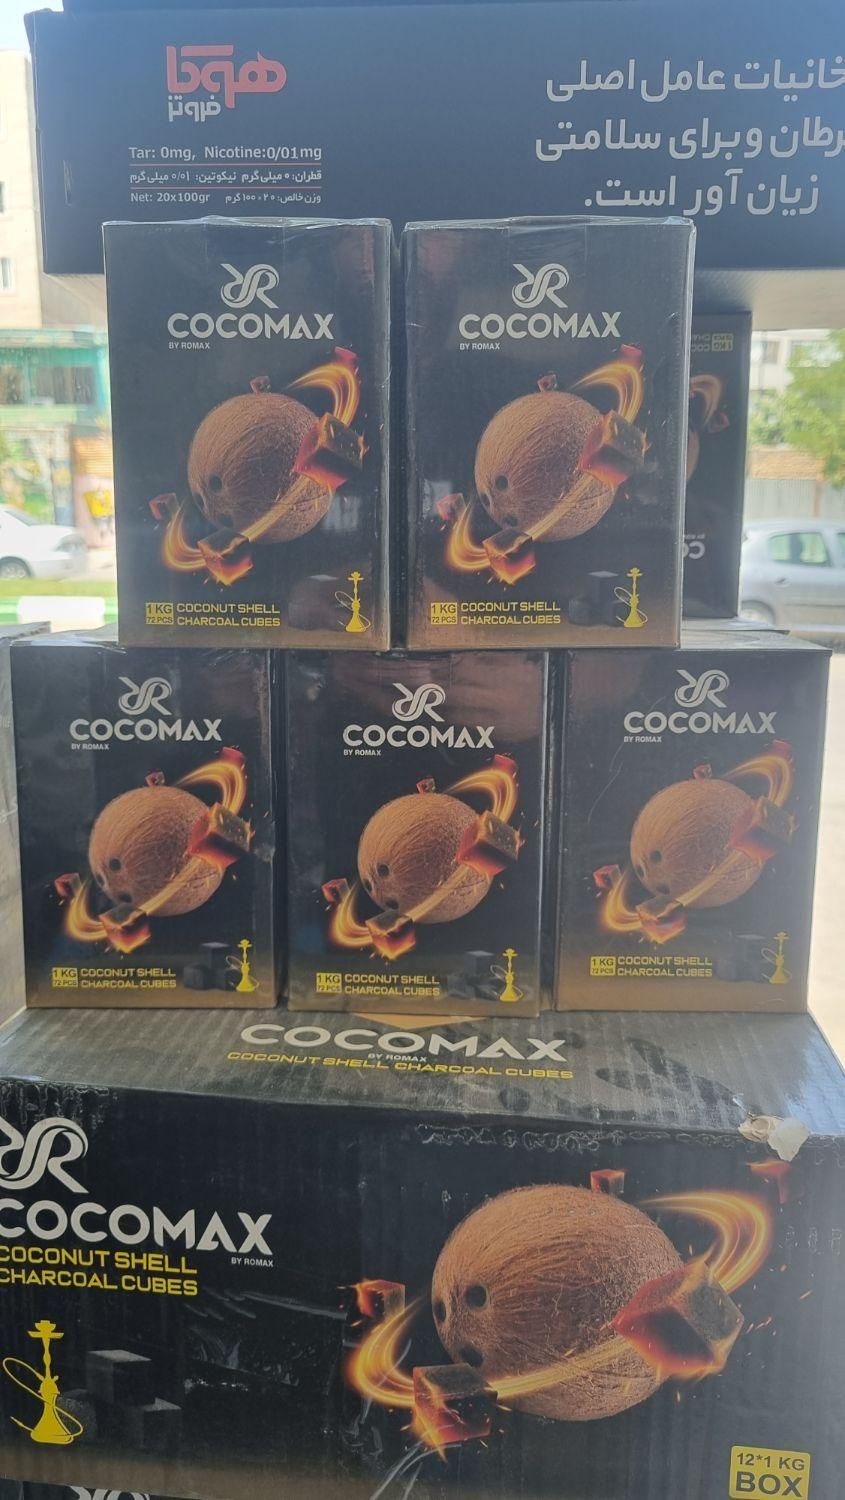 هوکا
فروتز
Tar: 0mg, Nicotine:0/01mg
قطران: ۰ میلی گرم نیکوتین: ۰/۰۱ میلی گرم
Net: 20x100gr وزن خالص: ۲۰ × ۱۰۰ گرم
خانیات عامل اصلی
رطان و برای سلامتی
زیان آور است.
COCOMAX
BY ROMAX
1 KG
72 PCS
COCONUT SHELL
CHARCOAL CUBES
COCOMAX
BY ROMAX
1 KG
72 PCS
COCONUT SHELL
CHARCOAL CUBES
1 KG
COCOMAX
BY ROMAX
1 KG
72 PCS
COCONUT SHELL
CHARCOAL CUBES
COCOMAX
BY ROMAX
1 KG
72 PCS
COCONUT SHELL
CHARCOAL CUBES
COCOMAX
BY ROMAX
1 KG
72 PCS
COCONUT SHELL
CHARCOAL CUBES
COCOMAX
BY ROMAX
COCONUT SHELL CHARCOAL CUBES
COCOMAX
BY ROMAX
COCONUT SHELL
CHARCOAL CUBES
12*1 KG
BOX